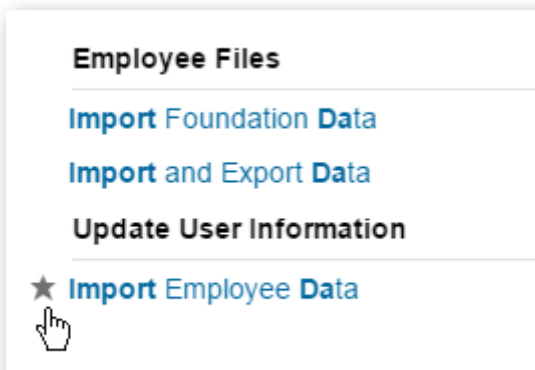 Employee Files
Import Foundation Data
Import and Export Data
Update User Information
Import Employee Data